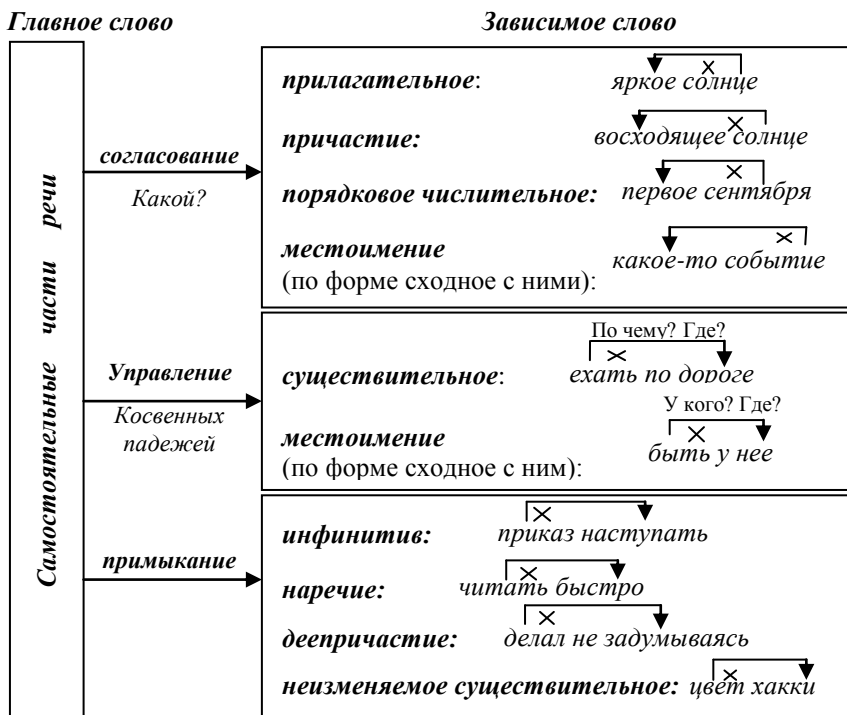 Главное слово
Зависимое слово
Самостоятельные части речи
согласование
Какой?
прилагательное: яркое солнце
причастие: восходящее солнце
порядковое числительное: первое сентября
местоимение
(по форме сходное с ними): какое-то событие
Управление
Косвенных
падежей
По чему? Где?
существительное: ехать по дороге
У кого? Где?
местоимение
(по форме сходное с ним): быть у нее
примыкание
инфинитив: приказ наступать
наречие: читать быстро
деепричастие: делал не задумываясь
неизменяемое существительное: цвет хакки